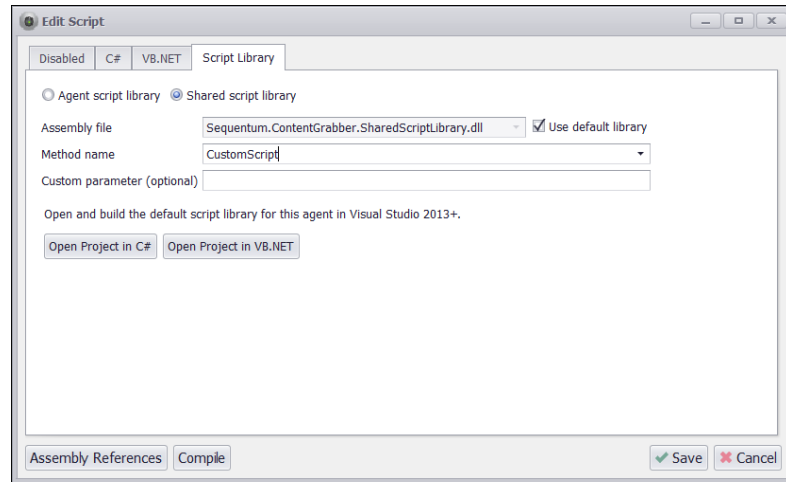 Edit Script
Disabled C# VB.NET Script Library
Agent script library Shared script library
Assembly file Sequentum.ContentGrabber.SharedScriptLibrary.dll Use default library
Method name CustomScript
Custom parameter (optional)
Open and build the default script library for this agent in Visual Studio 2013+.
Open Project in C# Open Project in VB.NET
Assembly References Compile Save Cancel